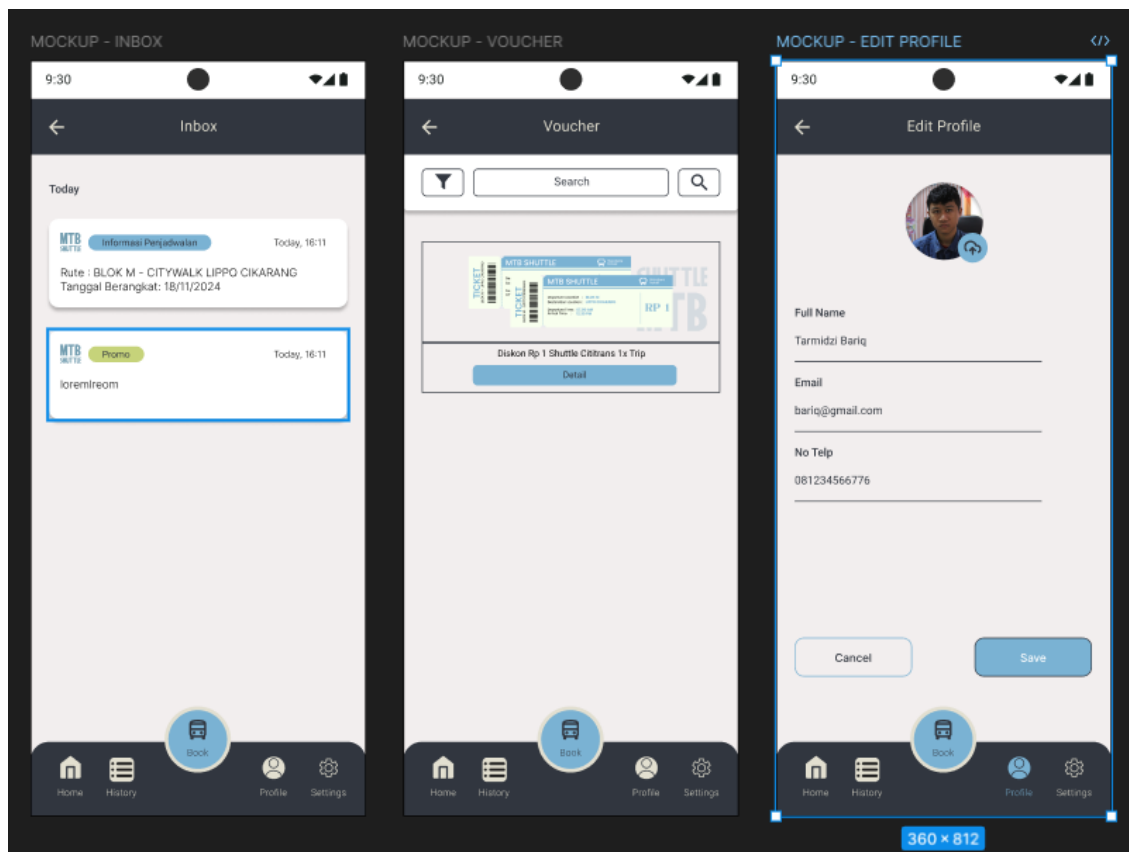 MOCKUP - INBOX
9:30
Inbox
Today
MTB
SHUTTLE
Informasi Penjadwalan
Today, 16:11
Rute : BLOK M - CITYWALK LIPPO CIKARANG
Tanggal Berangkat: 18/11/2024
MTB
SHUTTLE
Promo
Today, 16:11
loremlreom
Book
Home
History
Profile
Settings
MOCKUP - VOUCHER
9:30
Voucher
Search
MTB SHUTTLE
TICKET
MTB SHUTTLE
TICKET
RP 1
SHUTTLE
MTB
Diskon Rp 1 Shuttle Cititrans 1x Trip
Detail
Book
Home
History
Profile
Settings
MOCKUP - EDIT PROFILE
</>
9:30
Edit Profile
Full Name
Tarmidzi Bariq
Email
bariq@gmail.com
No Telp
081234566776
Cancel
Save
Book
Home
History
Profile
Settings
360 × 812